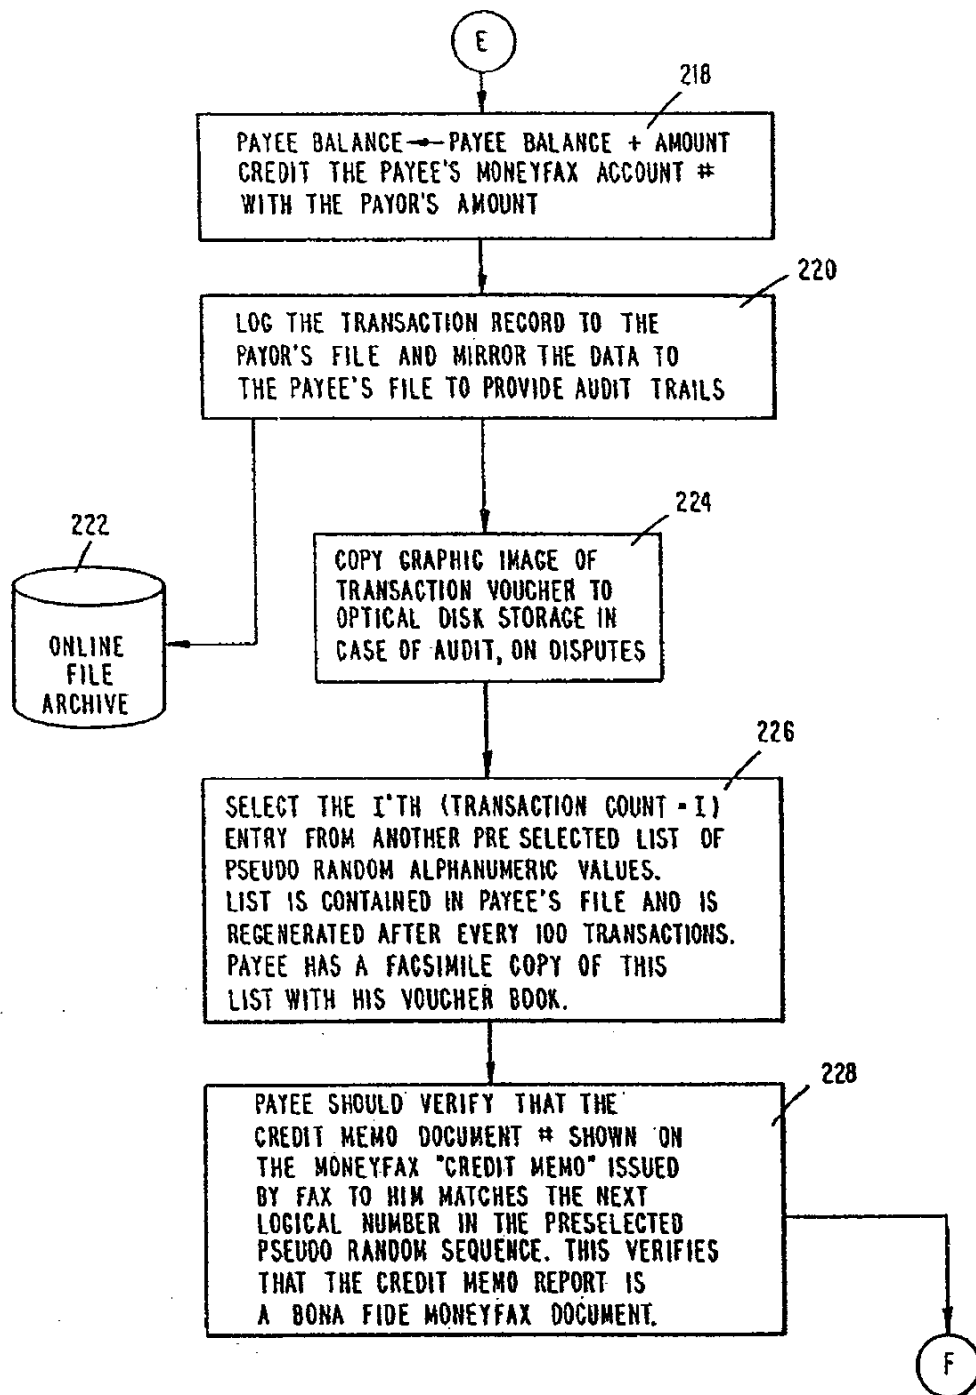 E
218
PAYEE BALANCE ← PAYEE BALANCE + AMOUNT
CREDIT THE PAYEE'S MONEYFAX ACCOUNT #
WITH THE PAYOR'S AMOUNT
220
LOG THE TRANSACTION RECORD TO THE
PAYOR'S FILE AND MIRROR THE DATA TO
THE PAYEE'S FILE TO PROVIDE AUDIT TRAILS
222
ONLINE
FILE
ARCHIVE
224
COPY GRAPHIC IMAGE OF
TRANSACTION VOUCHER TO
OPTICAL DISK STORAGE IN
CASE OF AUDIT, ON DISPUTES
226
SELECT THE I'TH (TRANSACTION COUNT - I)
ENTRY FROM ANOTHER PRE SELECTED LIST OF
PSEUDO RANDOM ALPHANUMERIC VALUES.
LIST IS CONTAINED IN PAYEE'S FILE AND IS
REGENERATED AFTER EVERY 100 TRANSACTIONS.
PAYEE HAS A FACSIMILE COPY OF THIS
LIST WITH HIS VOUCHER BOOK.
228
PAYEE SHOULD VERIFY THAT THE
CREDIT MEMO DOCUMENT # SHOWN ON
THE MONEYFAX "CREDIT MEMO" ISSUED
BY FAX TO HIM MATCHES THE NEXT
LOGICAL NUMBER IN THE PRESELECTED
PSEUDO RANDOM SEQUENCE. THIS VERIFIES
THAT THE CREDIT MEMO REPORT IS
A BONA FIDE MONEYFAX DOCUMENT.
F